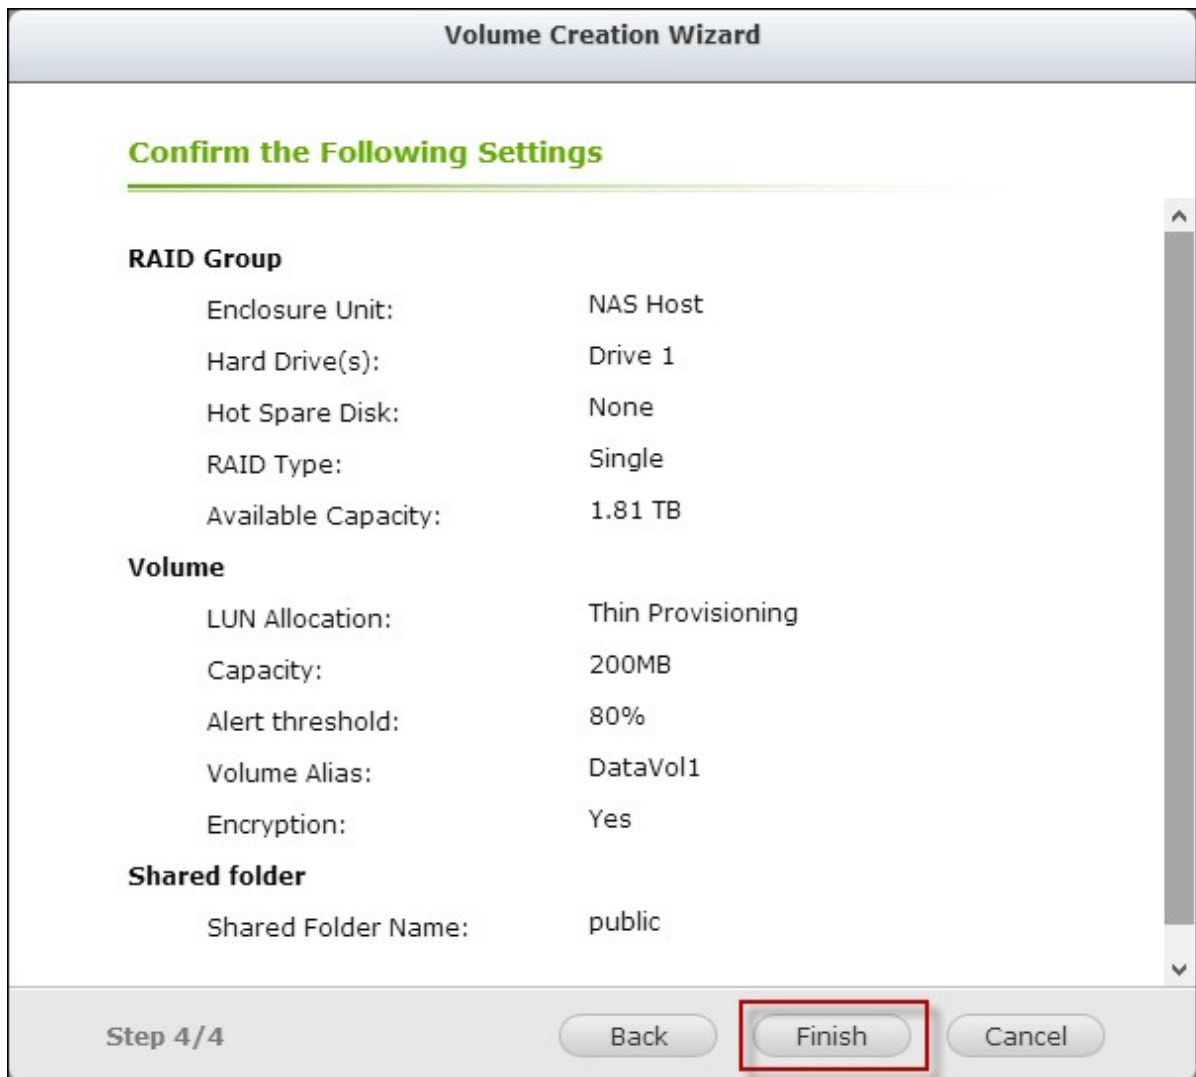 Volume Creation Wizard
Confirm the Following Settings
RAID Group
Enclosure Unit: NAS Host
Hard Drive(s): Drive 1
Hot Spare Disk: None
RAID Type: Single
Available Capacity: 1.81 TB
Volume
LUN Allocation: Thin Provisioning
Capacity: 200MB
Alert threshold: 80%
Volume Alias: DataVol1
Encryption: Yes
Shared folder
Shared Folder Name: public
Step 4/4 Back Finish Cancel